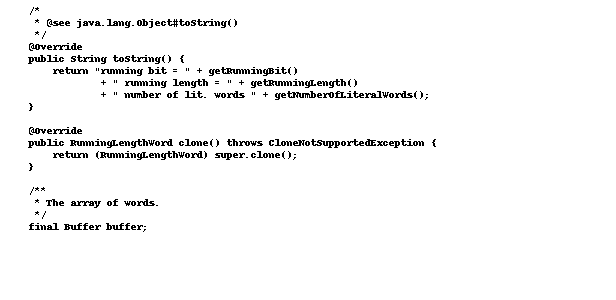 /*
 * @see java.lang.Object#toString()
 */
@Override
public String toString() {
    return "running bit = " + getRunningBit()
            + " running length = " + getRunningLength()
            + " number of lit. words " + getNumberOfLiteralWords();
}

@Override
public RunningLengthWord clone() throws CloneNotSupportedException {
    return (RunningLengthWord) super.clone();
}

/**
 * The array of words.
 */
final Buffer buffer;